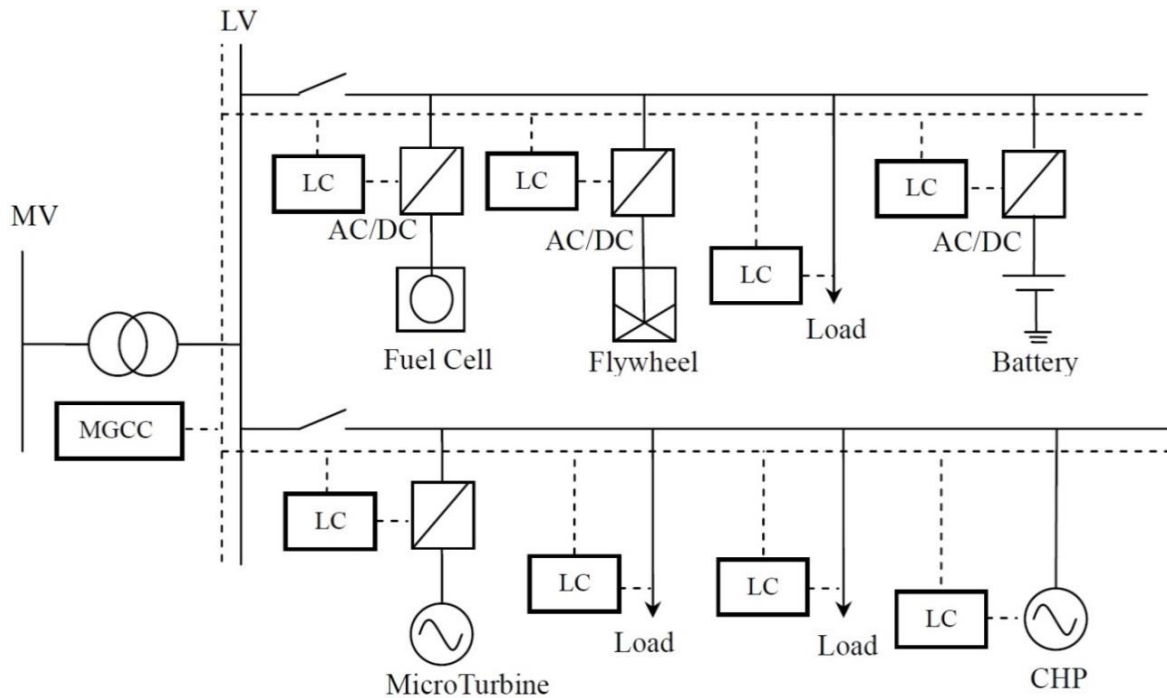 LV
LC
LC
LC
LC
AC/DC
AC/DC
AC/DC
MV
Fuel Cell
Flywheel
Load
Battery
MGCC
LC
LC
LC
LC
Load
Load
MicroTurbine
CHP